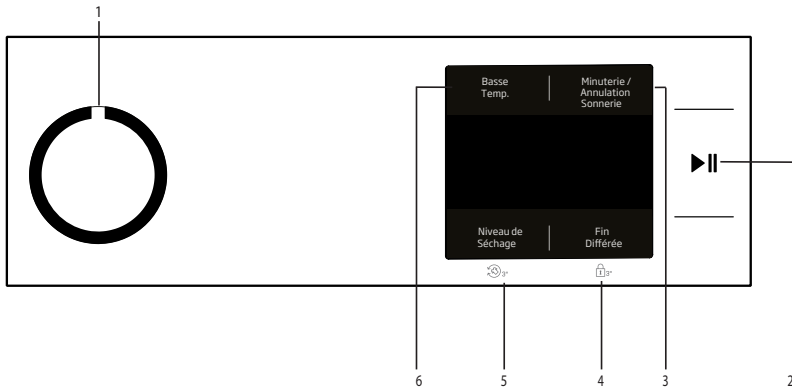 1
Basse
Temp.
Minuterie /
Annulation
Sonnerie
Niveau de
Séchage
Fin
Différée
3"
3"
6
5
4
3
2